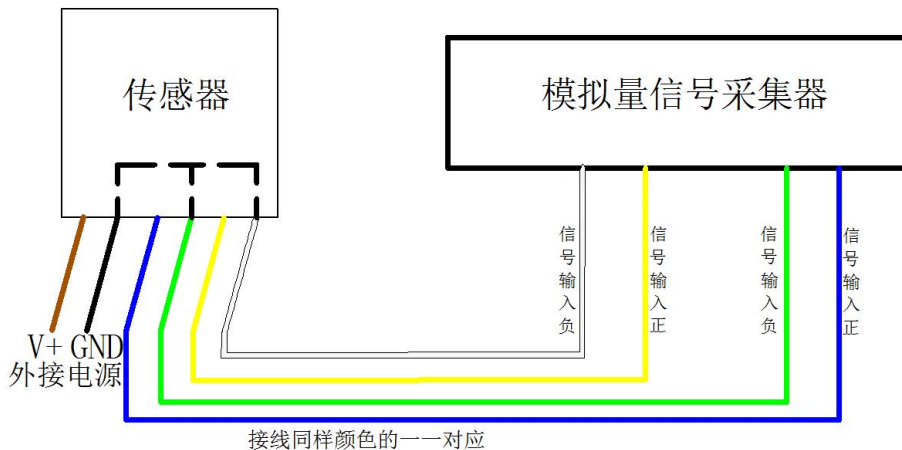 传感器
模拟量信号采集器
信号输入负
信号输入正
信号输入负
信号输入正
V+ GND
外接电源
接线同样颜色的一一对应